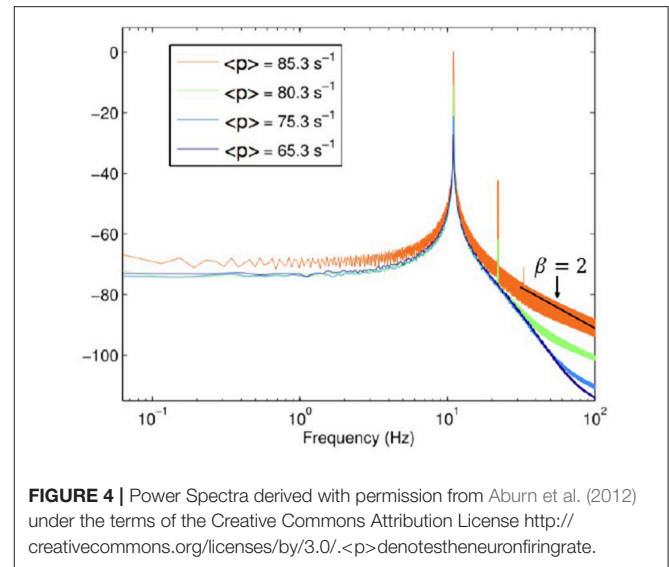 0
−20
−40
−60
−80
−100
<p> = 85.3 s⁻¹
<p> = 80.3 s⁻¹
<p> = 75.3 s⁻¹
<p> = 65.3 s⁻¹
β = 2
10⁻¹
10⁰
10¹
10²
Frequency (Hz)
FIGURE 4 | Power Spectra derived with permission from Aburn et al. (2012)
under the terms of the Creative Commons Attribution License http://
creativecommons.org/licenses/by/3.0/.<p>denotestheneuronfiringrate.